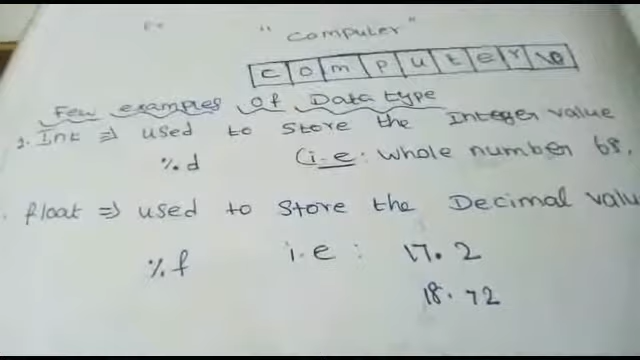 "computer"
c o m p u t e r \0
Few examples of Data type
1. Int => used to store the Integer value
%d (i.e: whole number 68,
float => used to store the Decimal valu
%f i.e : 17.2
18.72